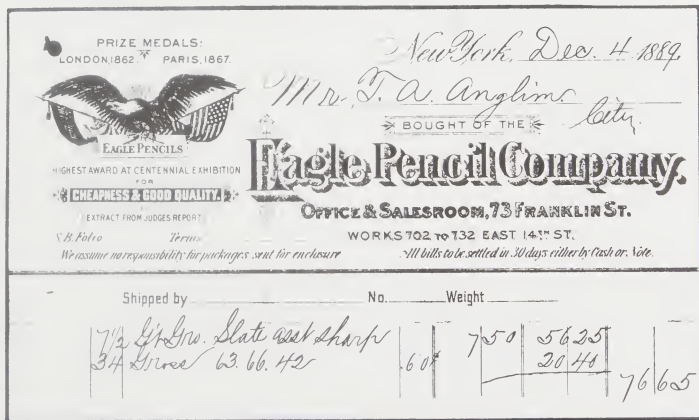 PRIZE MEDALS:
LONDON, 1862. PARIS, 1867.
EAGLE PENCILS
HIGHEST AWARD AT CENTENNIAL EXHIBITION
FOR
CHEAPNESS & GOOD QUALITY.
EXTRACT FROM JUDGES REPORT
S.B. Folio Terms
We assume no responsibility for packages sent for enclosure
New York, Dec. 4 1889.
Mr. T. A. Anglim.
City.
BOUGHT OF THE
Eagle Pencil Company.
OFFICE & SALESROOM, 73 FRANKLIN ST.
WORKS 702 TO 732 EAST 14TH ST.
All bills to be settled in 30 days either by Cash or Note.
Shipped by No. Weight
7 1/2 Gt Gro. Slate asst sharp 7 50 56 25
34 Gross 63. 66. 42 .60 20 40
76 65